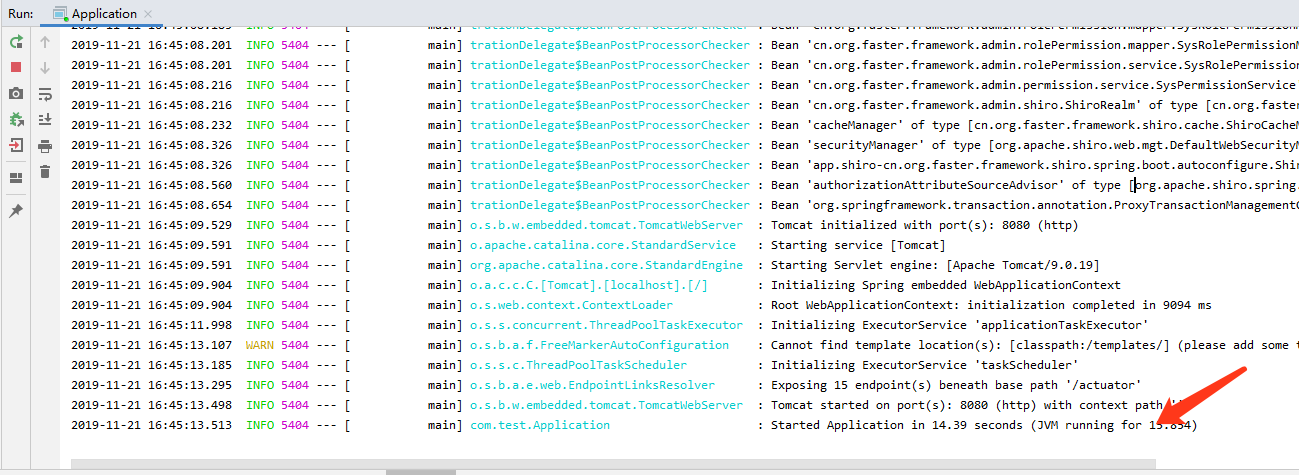 Run: Application
2019-11-21 16:45:08.201 INFO 5404 --- [ main] trationDelegate$BeanPostProcessorChecker : Bean 'cn.org.faster.framework.admin.rolePermission.mapper.SysRolePermissionM
2019-11-21 16:45:08.201 INFO 5404 --- [ main] trationDelegate$BeanPostProcessorChecker : Bean 'cn.org.faster.framework.admin.rolePermission.service.SysRolePermissi
2019-11-21 16:45:08.216 INFO 5404 --- [ main] trationDelegate$BeanPostProcessorChecker : Bean 'cn.org.faster.framework.admin.permission.service.SysPermissionService
2019-11-21 16:45:08.216 INFO 5404 --- [ main] trationDelegate$BeanPostProcessorChecker : Bean 'cn.org.faster.framework.admin.shiro.ShiroRealm' of type [cn.org.faster
2019-11-21 16:45:08.232 INFO 5404 --- [ main] trationDelegate$BeanPostProcessorChecker : Bean 'cacheManager' of type [cn.org.faster.framework.shiro.cache.ShiroCacheM
2019-11-21 16:45:08.326 INFO 5404 --- [ main] trationDelegate$BeanPostProcessorChecker : Bean 'securityManager' of type [org.apache.shiro.web.mgt.DefaultWebSecurityM
2019-11-21 16:45:08.326 INFO 5404 --- [ main] trationDelegate$BeanPostProcessorChecker : Bean 'app.shiro-cn.org.faster.framework.shiro.spring.boot.autoconfigure.Shir
2019-11-21 16:45:08.560 INFO 5404 --- [ main] trationDelegate$BeanPostProcessorChecker : Bean 'authorizationAttributeSourceAdvisor' of type [org.apache.shiro.spring.
2019-11-21 16:45:08.654 INFO 5404 --- [ main] trationDelegate$BeanPostProcessorChecker : Bean 'org.springframework.transaction.annotation.ProxyTransactionManagementC
2019-11-21 16:45:09.529 INFO 5404 --- [ main] o.s.b.w.embedded.tomcat.TomcatWebServer : Tomcat initialized with port(s): 8080 (http)
2019-11-21 16:45:09.591 INFO 5404 --- [ main] o.apache.catalina.core.StandardService : Starting service [Tomcat]
2019-11-21 16:45:09.591 INFO 5404 --- [ main] org.apache.catalina.core.StandardEngine : Starting Servlet engine: [Apache Tomcat/9.0.19]
2019-11-21 16:45:09.904 INFO 5404 --- [ main] o.a.c.c.C.[Tomcat].[localhost].[/] : Initializing Spring embedded WebApplicationContext
2019-11-21 16:45:09.904 INFO 5404 --- [ main] o.s.web.context.ContextLoader : Root WebApplicationContext: initialization completed in 9094 ms
2019-11-21 16:45:11.998 INFO 5404 --- [ main] o.s.s.concurrent.ThreadPoolTaskExecutor : Initializing ExecutorService 'applicationTaskExecutor'
2019-11-21 16:45:13.107 WARN 5404 --- [ main] o.s.b.a.f.FreeMarkerAutoConfiguration : Cannot find template location(s): [classpath:/templates/] (please add some t
2019-11-21 16:45:13.185 INFO 5404 --- [ main] o.s.s.c.ThreadPoolTaskScheduler : Initializing ExecutorService 'taskScheduler'
2019-11-21 16:45:13.295 INFO 5404 --- [ main] o.s.b.a.e.web.EndpointLinksResolver : Exposing 15 endpoint(s) beneath base path '/actuator'
2019-11-21 16:45:13.498 INFO 5404 --- [ main] o.s.b.w.embedded.tomcat.TomcatWebServer : Tomcat started on port(s): 8080 (http) with context path
2019-11-21 16:45:13.513 INFO 5404 --- [ main] com.test.Application : Started Application in 14.39 seconds (JVM running for 15.834)